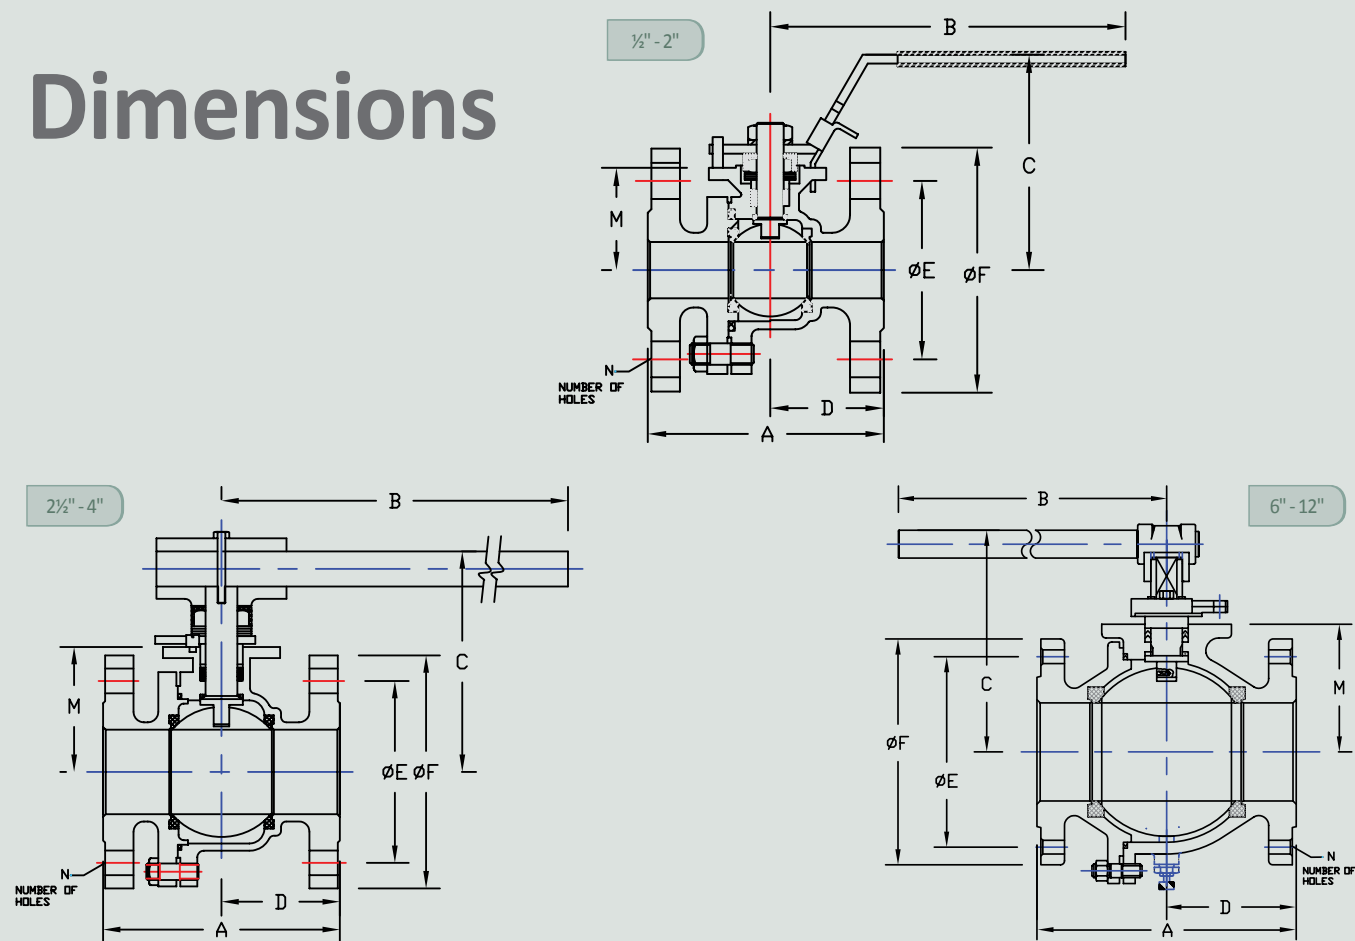 Dimensions
½" - 2"
B
C
M
ØE
ØF
N
NUMBER OF
HOLES
D
A
2½" - 4"
B
C
M
ØE ØF
N
NUMBER OF
HOLES
D
A
6" - 12"
B
C
M
ØF
ØE
N
NUMBER OF
HOLES
D
A